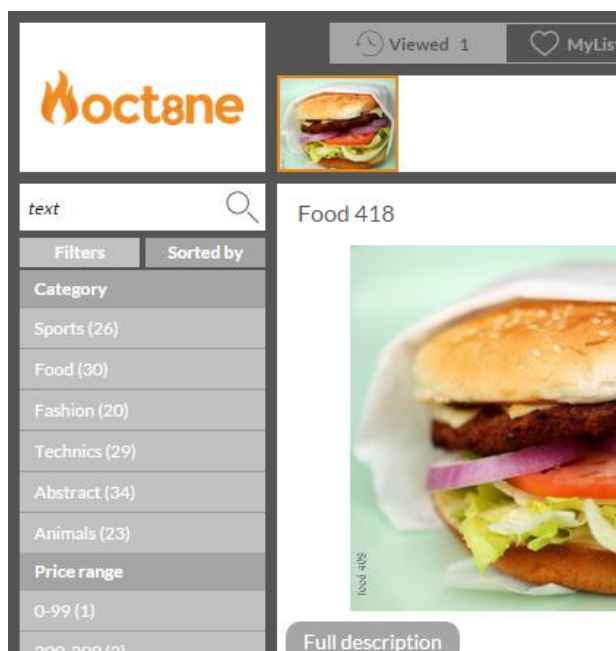 oct8ne
Viewed 1
MyLis
text
Food 418
Filters
Sorted by
Category
Sports (26)
Food (30)
Fashion (20)
Technics (29)
Abstract (34)
Animals (23)
Price range
0-99 (1)
food 409
Full description